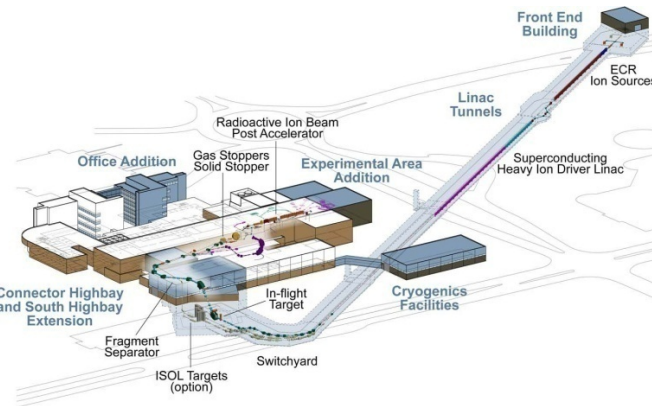 Front End
Building
ECR
Ion Sources
Linac
Tunnels
Superconducting
Heavy Ion Driver Linac
Radioactive Ion Beam
Post Accelerator
Office Addition
Gas Stoppers
Solid Stopper
Experimental Area
Addition
Connector Highbay
and South Highbay
Extension
In-flight
Target
Cryogenics
Facilities
Fragment
Separator
Switchyard
ISOL Targets
(option)